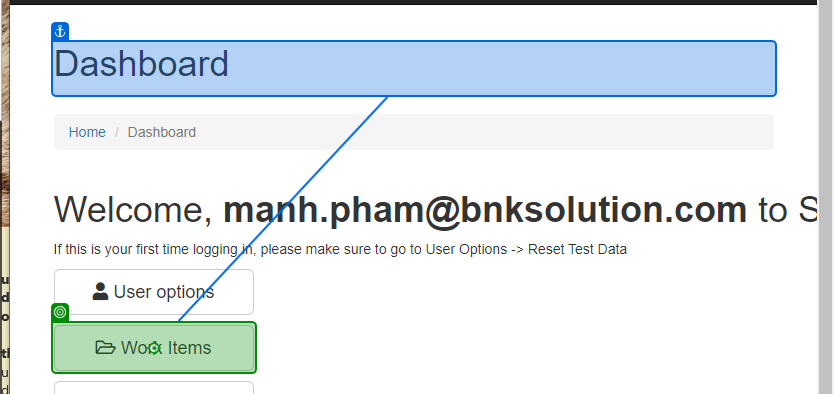 Dashboard
Home / Dashboard
Welcome, manh.pham@bnksolution.com to S
If this is your first time logging in, please make sure to go to User Options -> Reset Test Data
User options
Work Items